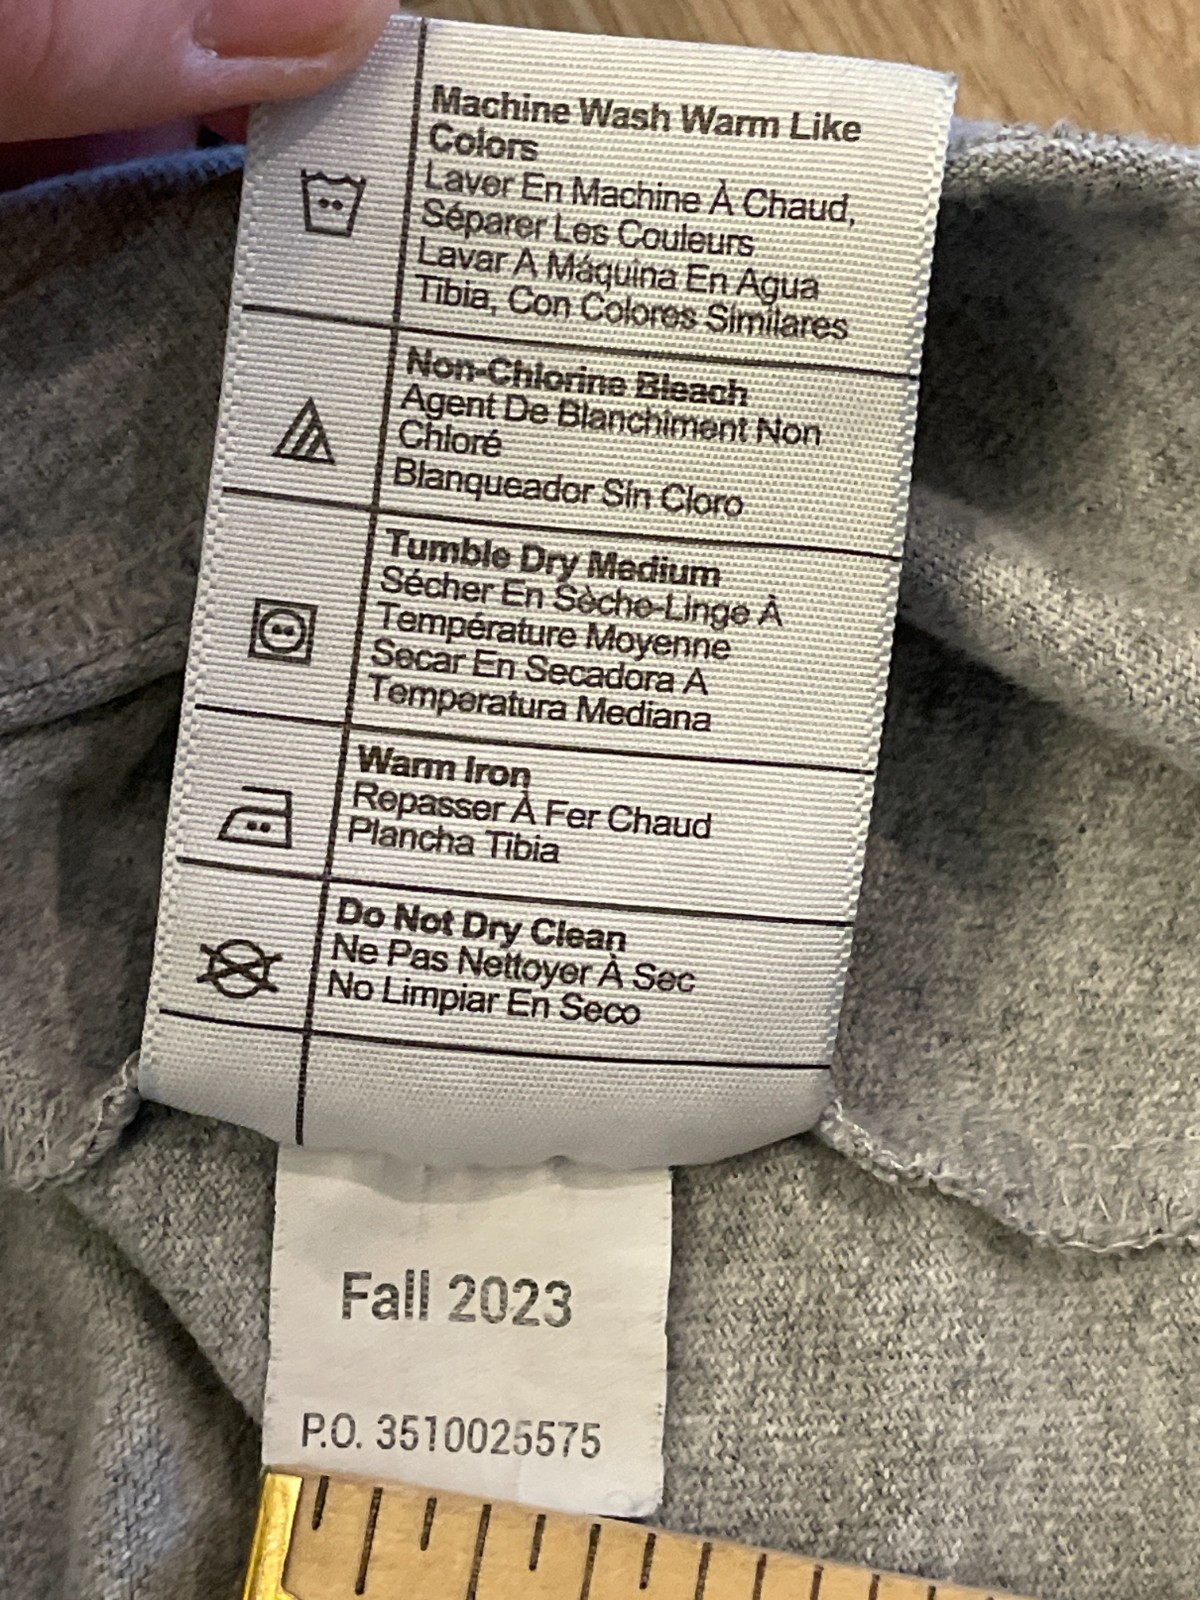 Machine Wash Warm Like
Colors
Laver En Machine À Chaud,
Séparer Les Couleurs
Lavar A Máquina En Agua
Tibia, Con Colores Similares
Non-Chlorine Bleach
Agent De Blanchiment Non
Chloré
Blanqueador Sin Cloro
Tumble Dry Medium
Sécher En Sèche-Linge À
Température Moyenne
Secar En Secadora A
Temperatura Mediana
Warm Iron
Repasser À Fer Chaud
Plancha Tibia
Do Not Dry Clean
Ne Pas Nettoyer À Sec
No Limpiar En Seco
Fall 2023
P.O. 3510025575